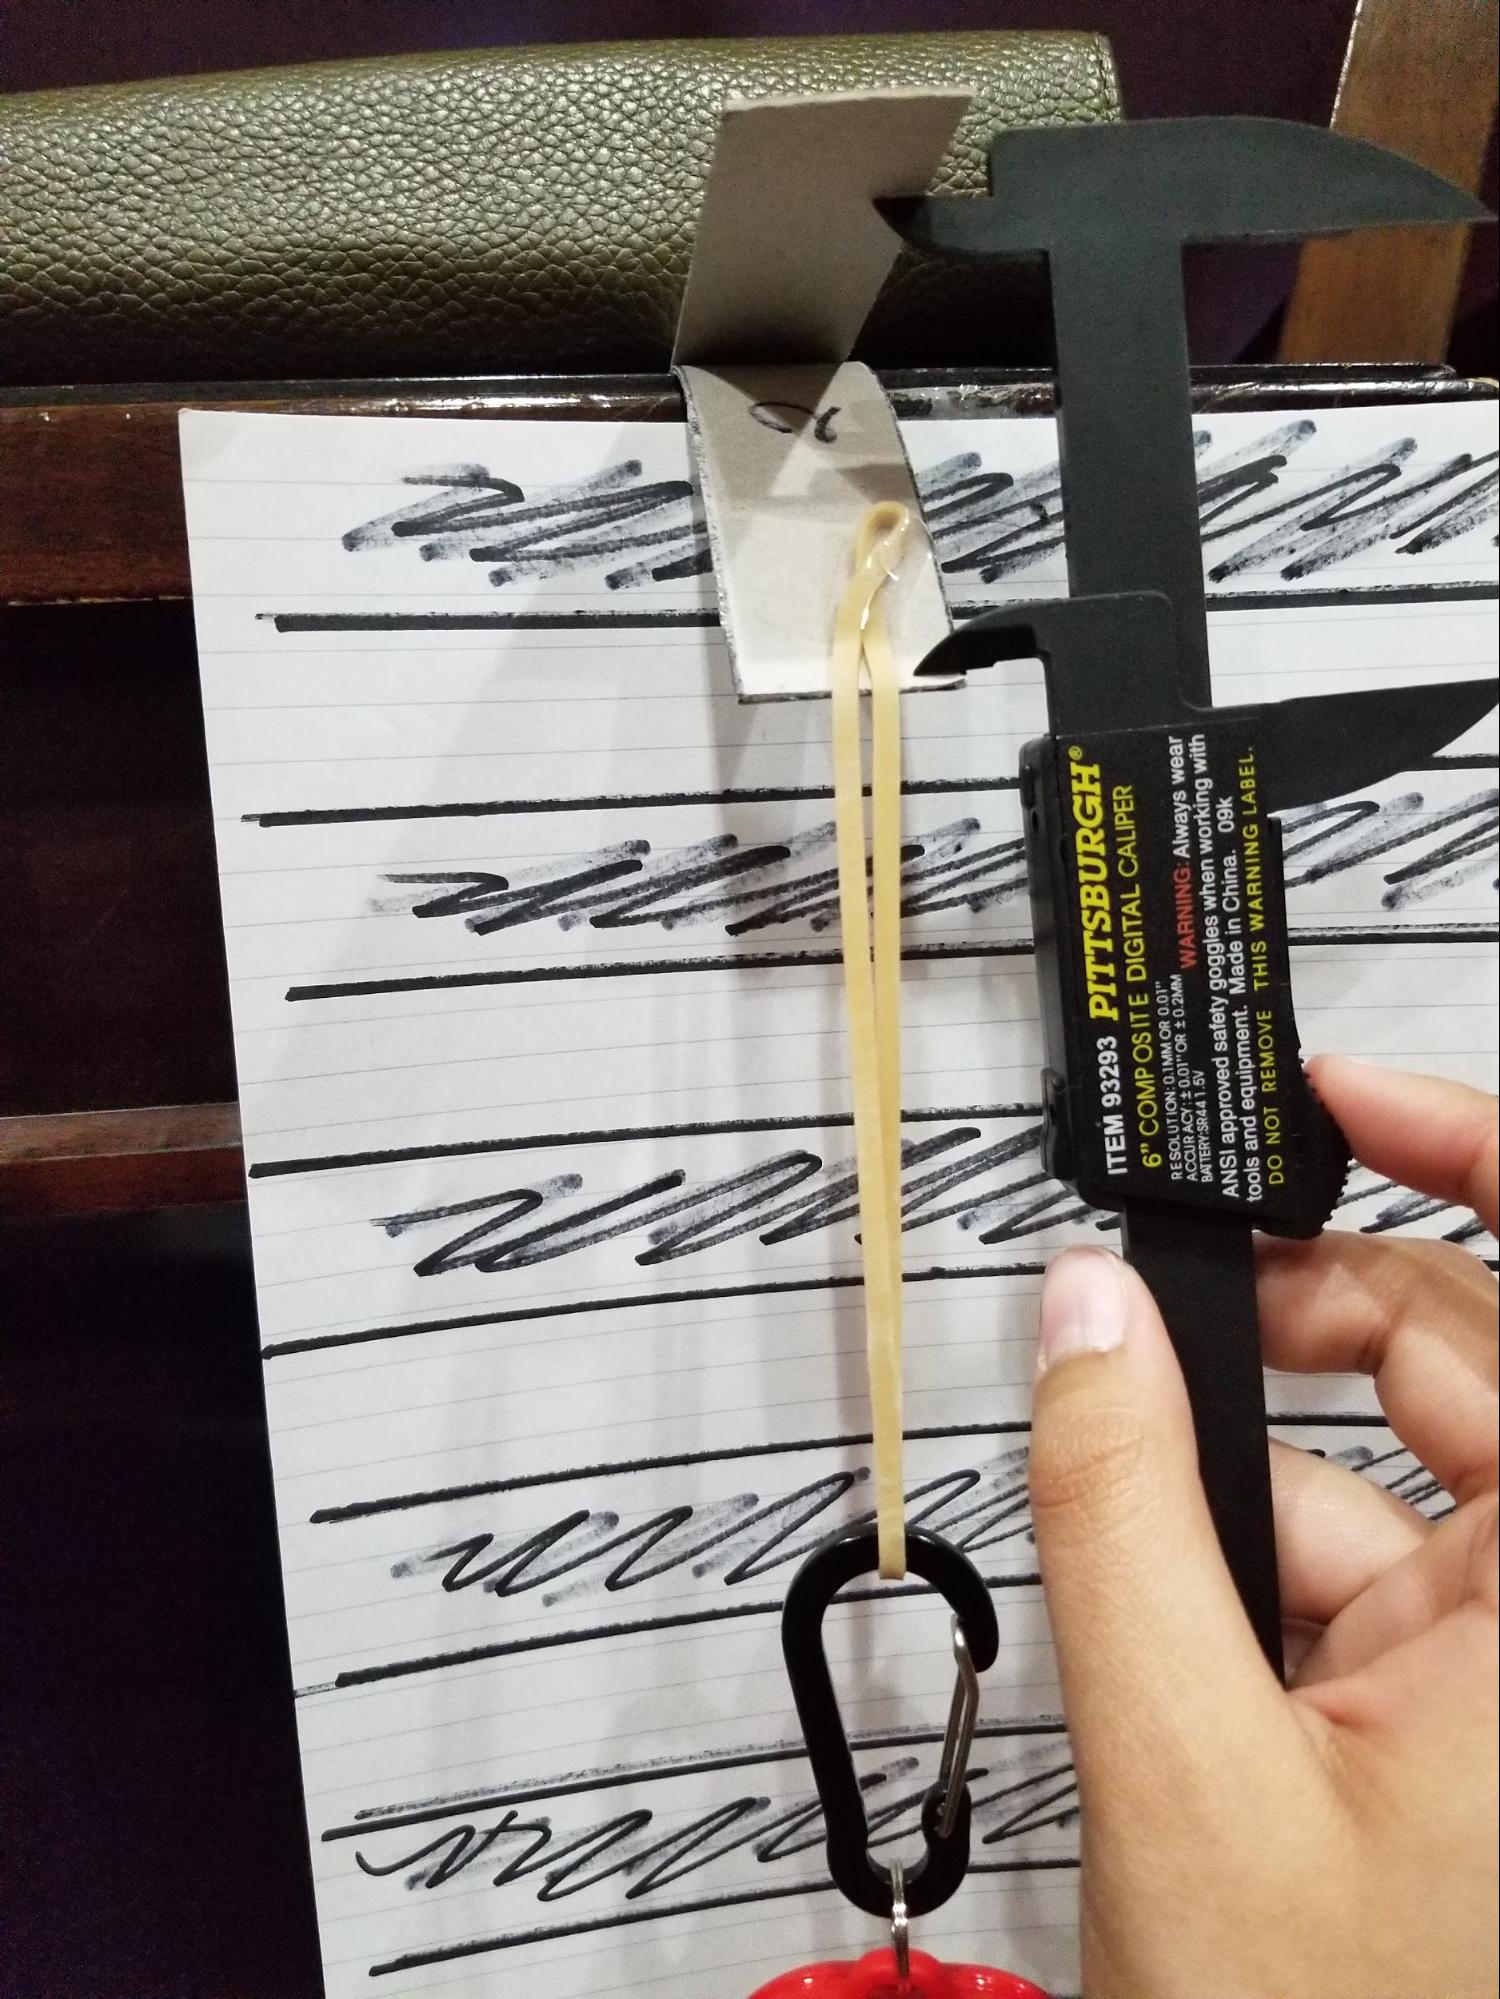 ITEM 93293 PITTSBURGH®
6" COMPOSITE DIGITAL CALIPER
RESOLUTION: 0.1MM OR 0.01"
ACCURACY: ± 0.01" OR ± 0.2MM
BATTERY:SR44 1.5V
WARNING: Always wear
ANSI approved safety goggles when working with
tools and equipment. Made in China. 09k
DO NOT REMOVE THIS WARNING LABEL.